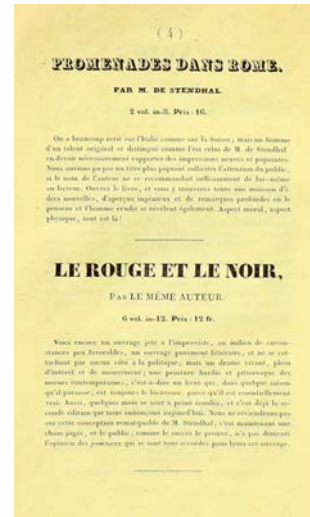 ( 4 )
PROMENADES DANS ROME.
PAR M. DE STENDHAL.
2 vol. in-8. Prix : 16.
On a beaucoup écrit sur l'Italie comme sur la Suisse ; mais un homme
d'un talent original et distingué comme l'est celui de M. de Stendhal
en devait nécessairement rapporter des impressions neuves et piquantes.
Nous aurions pu par un titre plus piquant solliciter l'attention du public,
si le nom de l'auteur ne se recommandait suffisamment de lui-même
au lecteur. Ouvrez le livre, et vous y trouverez toute une moisson d'i-
dées nouvelles, d'aperçus ingénieux et de remarques profondes où le
penseur et l'homme érudit se révèlent également. Aspect moral, aspect
physique, tout est là !
LE ROUGE ET LE NOIR,
PAR LE MÊME AUTEUR.
6 vol. in-12. Prix : 12 fr.
Voici encore un ouvrage jeté à l'improviste, au milieu de circons-
tances peu favorables, un ouvrage purement littéraire, et ne se rat-
tachant par aucun côté à la politique ; mais un drame vivant, plein
d'intérêt et de mouvement ; une peinture hardie et pittoresque des
mœurs contemporaines, c'est-à-dire un livre qui, dans quelque saison
qu'il paraisse, est toujours le bienvenu, parce qu'il est essentiellement
vrai. Aussi, quelques mois se sont à peine écoulés, et c'est déjà la se-
conde édition que nous annonçons aujourd'hui. Nous ne reviendrons pas
sur cette conception remarquable de M. Stendhal ; c'est maintenant une
chose jugée, et le public, comme le succès le prouve, n'a pas démenti
l'opinion des journaux qui se sont tous accordés pour louer cet ouvrage.